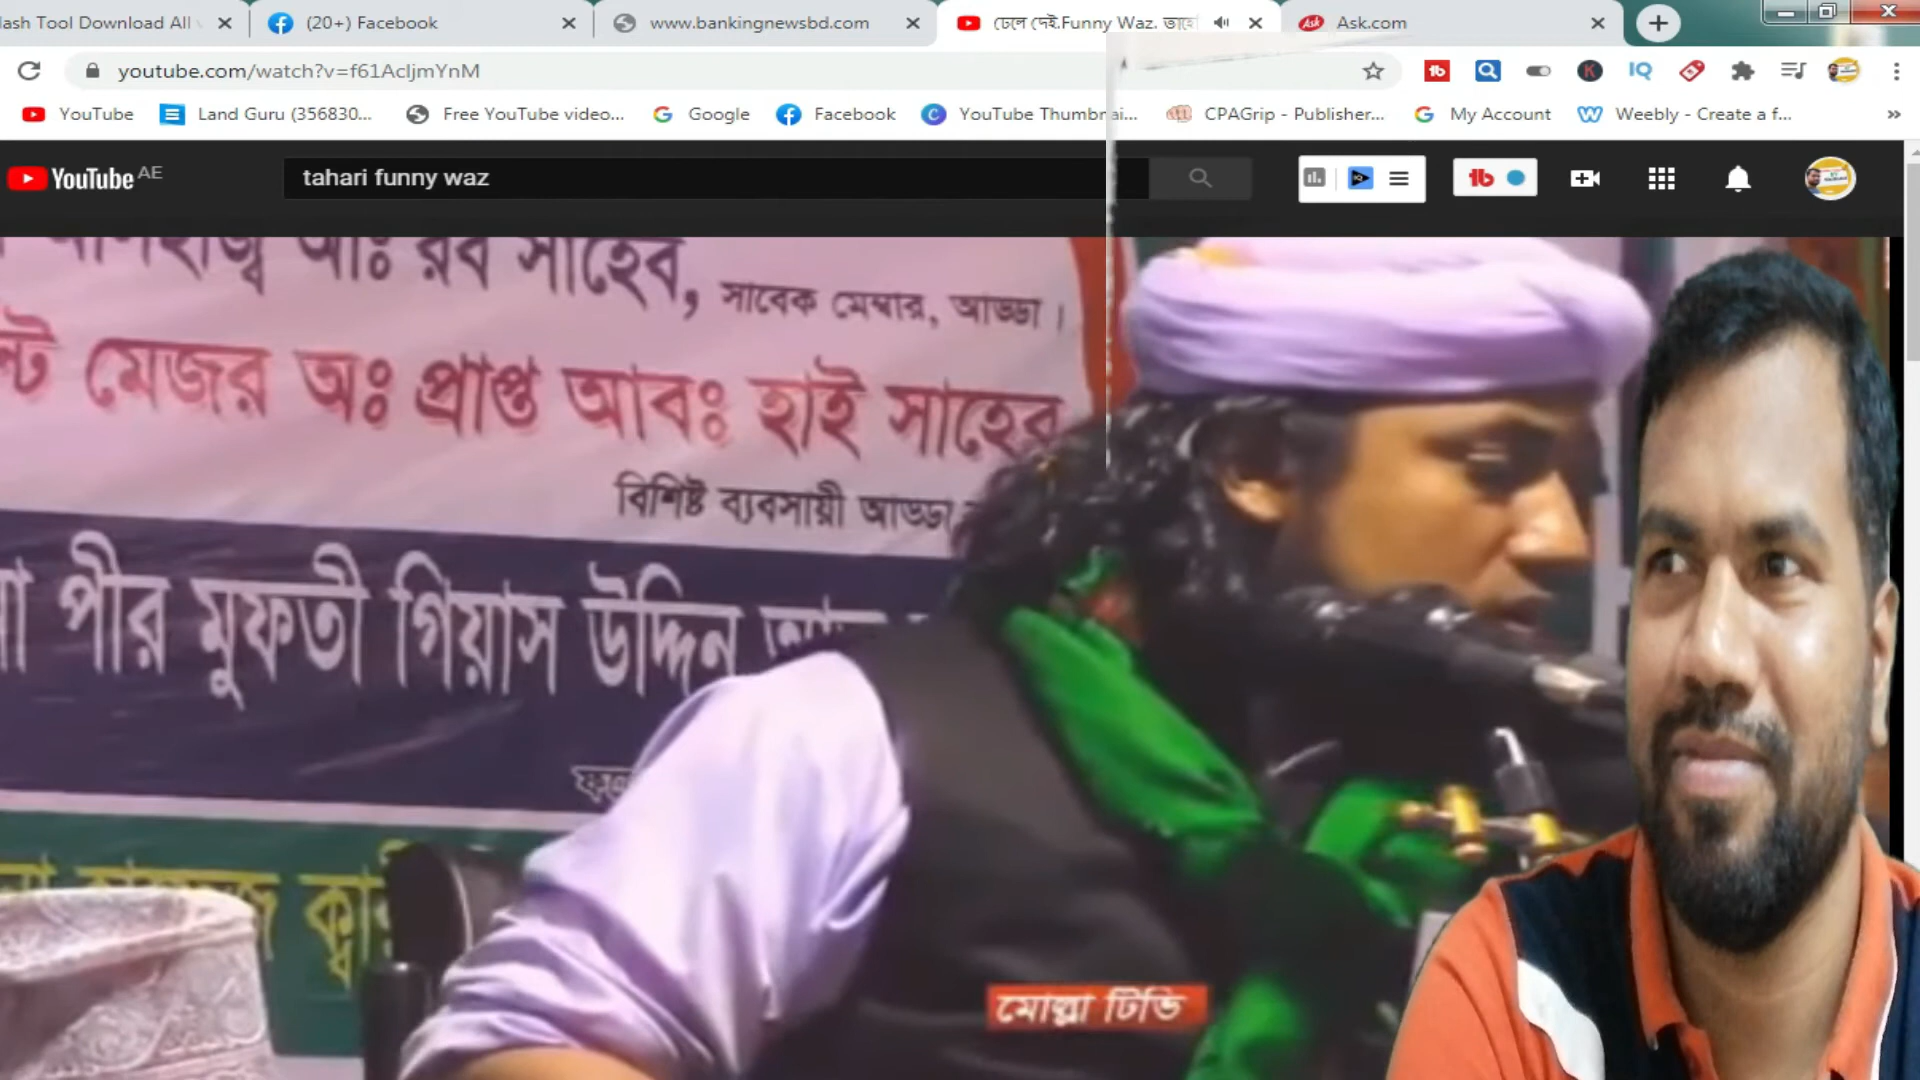 lash Tool Download All
(20+) Facebook
www.bankingnewsbd.com
ঢেলে দেই.Funny Waz. তাহে
Ask.com
youtube.com/watch?v=f61AcIjmYnM
YouTube
Land Guru (356830...
Free YouTube video...
Google
Facebook
YouTube Thumbnai...
CPAGrip - Publisher...
My Account
Weebly - Create a f...
YouTube AE
tahari funny waz
আঃ রব সাহেব, সাবেক মেম্বার, আড্ডা।
মেজর অঃ প্রাপ্ত আবঃ হাই সাহেব
বিশিষ্ট ব্যবসায়ী আড্ডা
পীর মুফতী গিয়াস উদ্দিন
মোল্লা টিভি